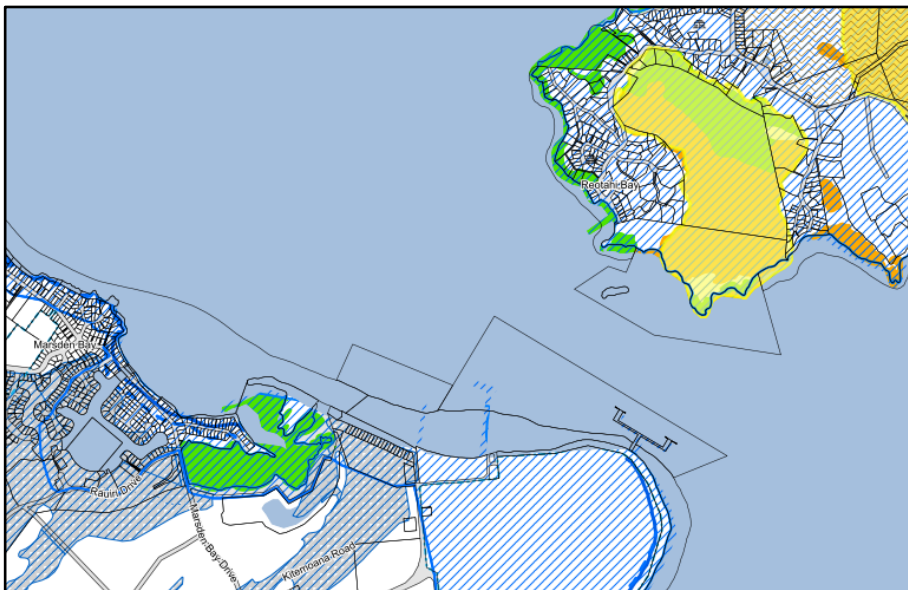 Reotahi Bay
Marsden Bay
Rauiri Drive
Marsden Bay Drive
Kitemoana Road